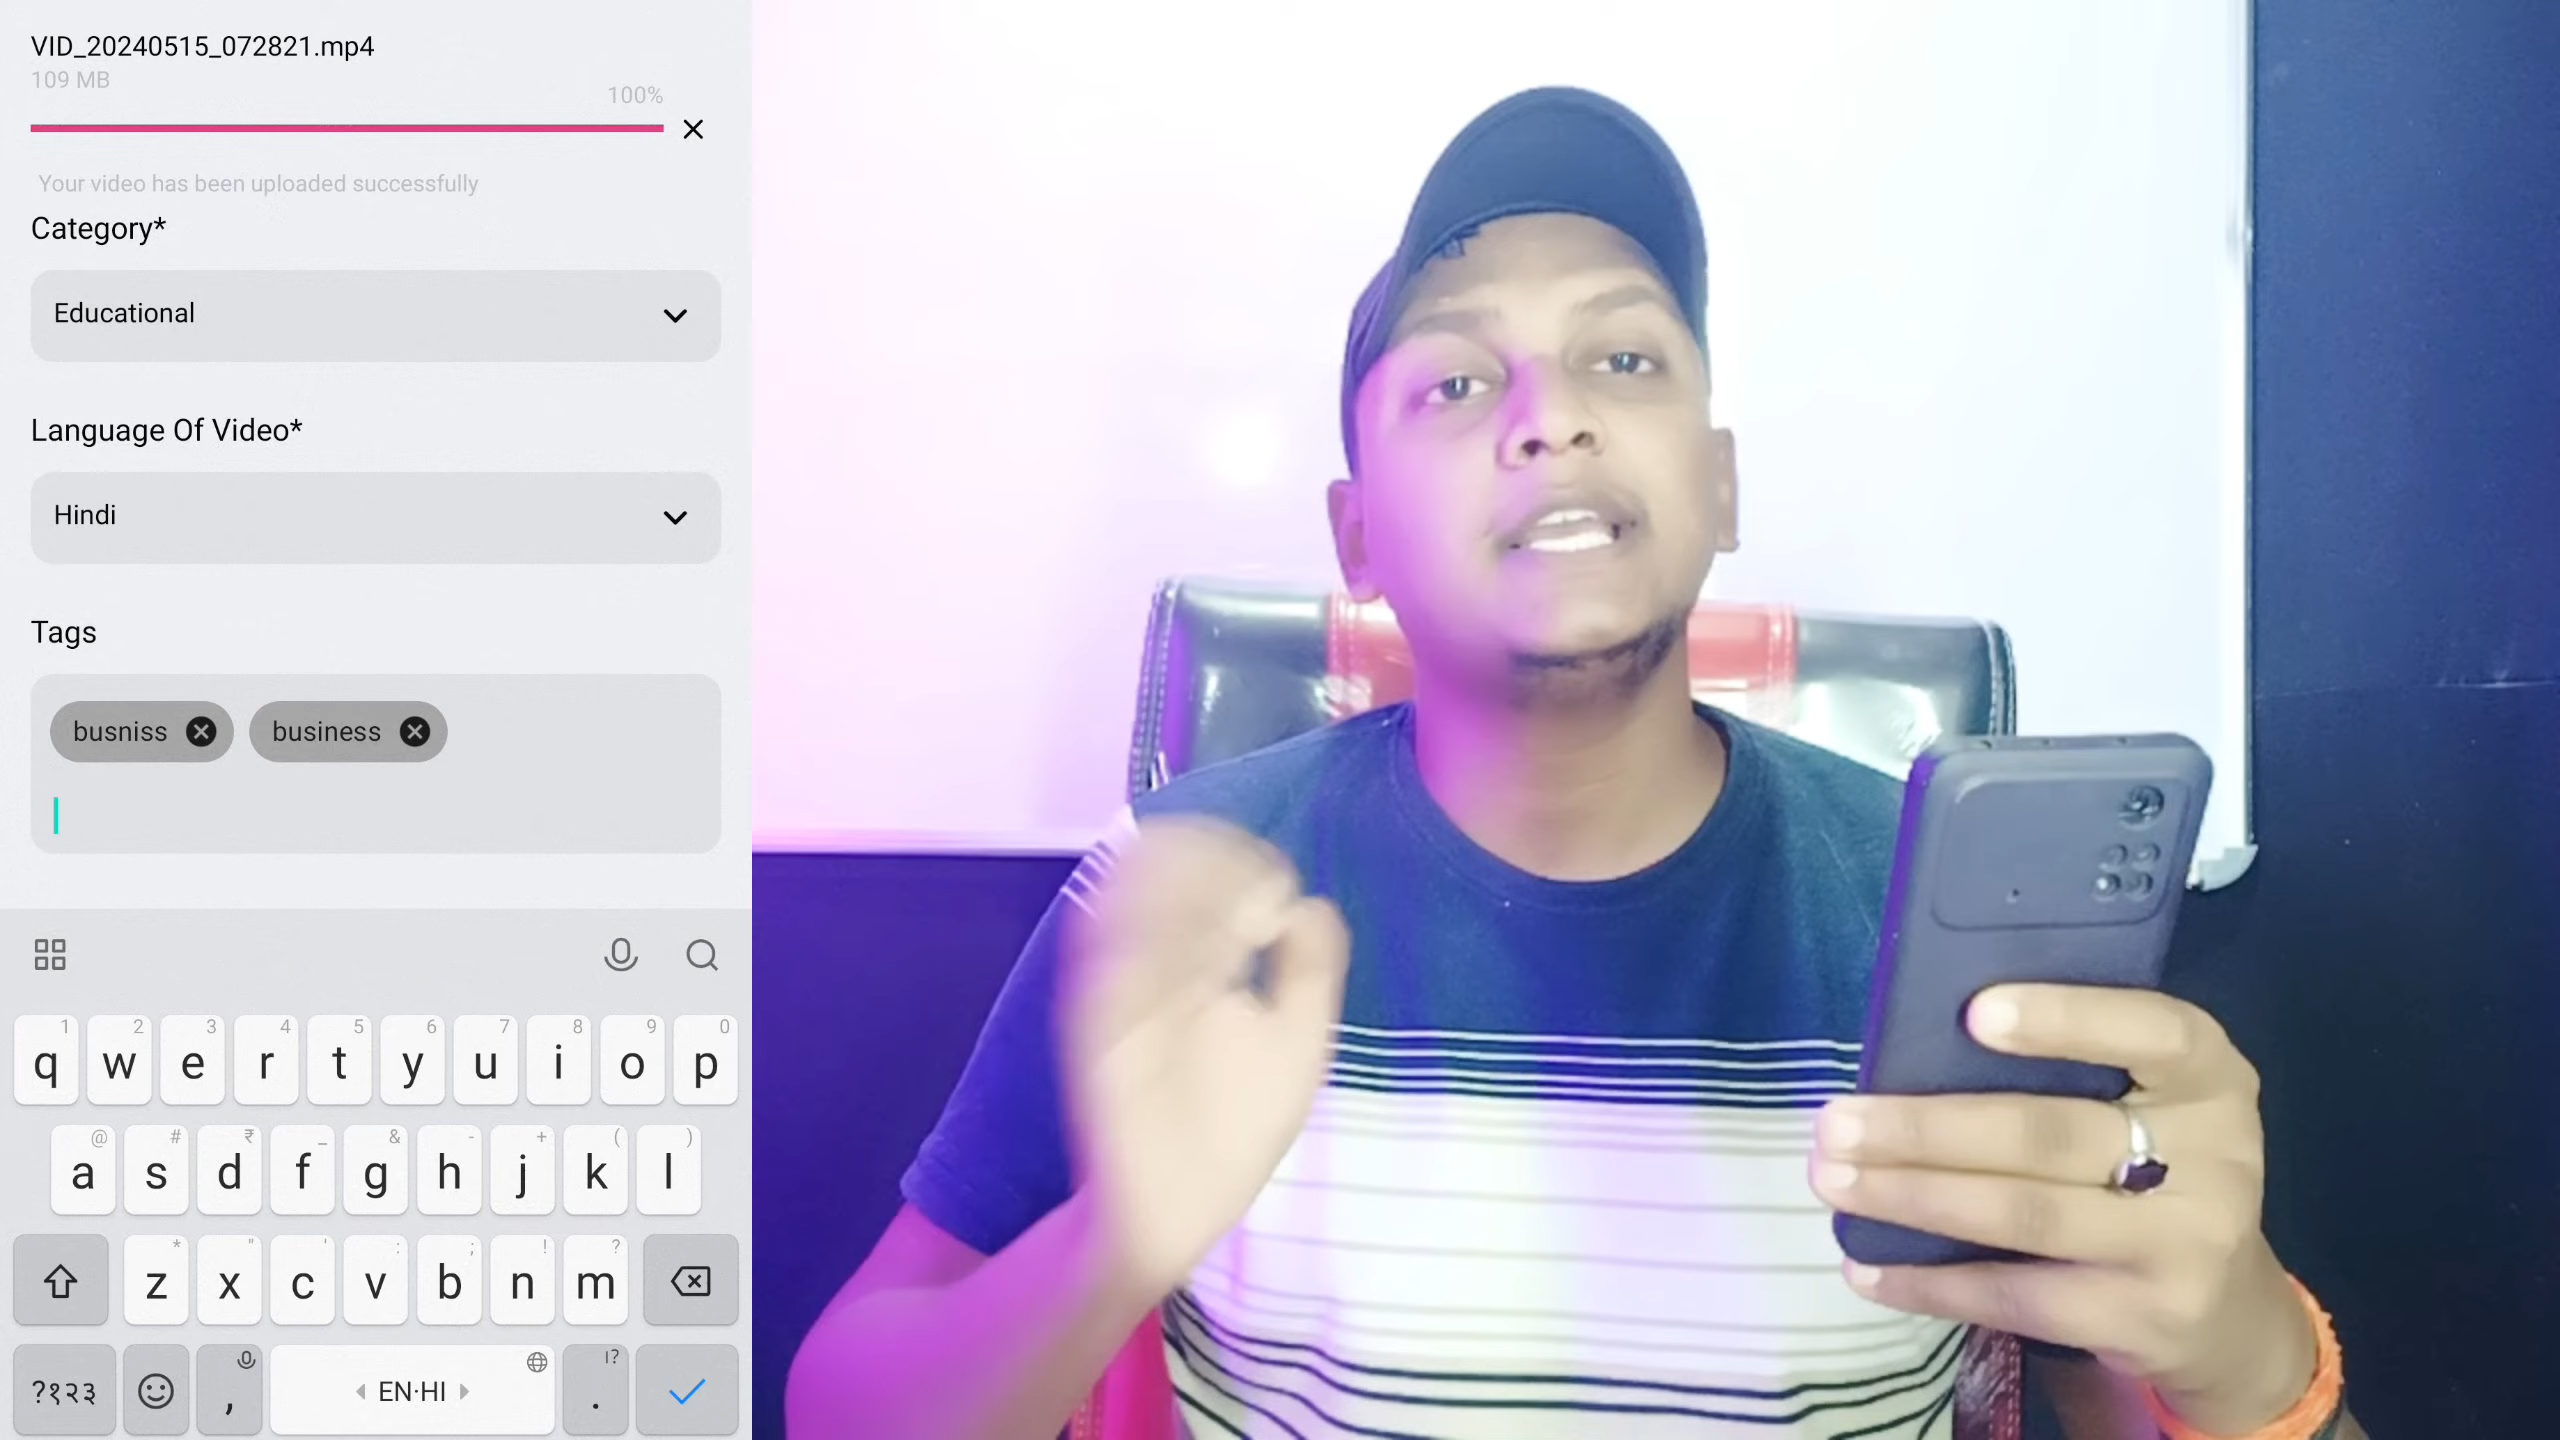 VID_20240515_072821.mp4
109 MB
100%
Your video has been uploaded successfully
Category*
Educational
Language Of Video*
Hindi
Tags
busniss business
1 2 3 4 5 6 7 8 9 0
q w e r t y u i o p
@ # ₹ _ & - + ( )
a s d f g h j k l
* " ' : ; ! ?
z x c v b n m
?१२३ , EN·HI . !?